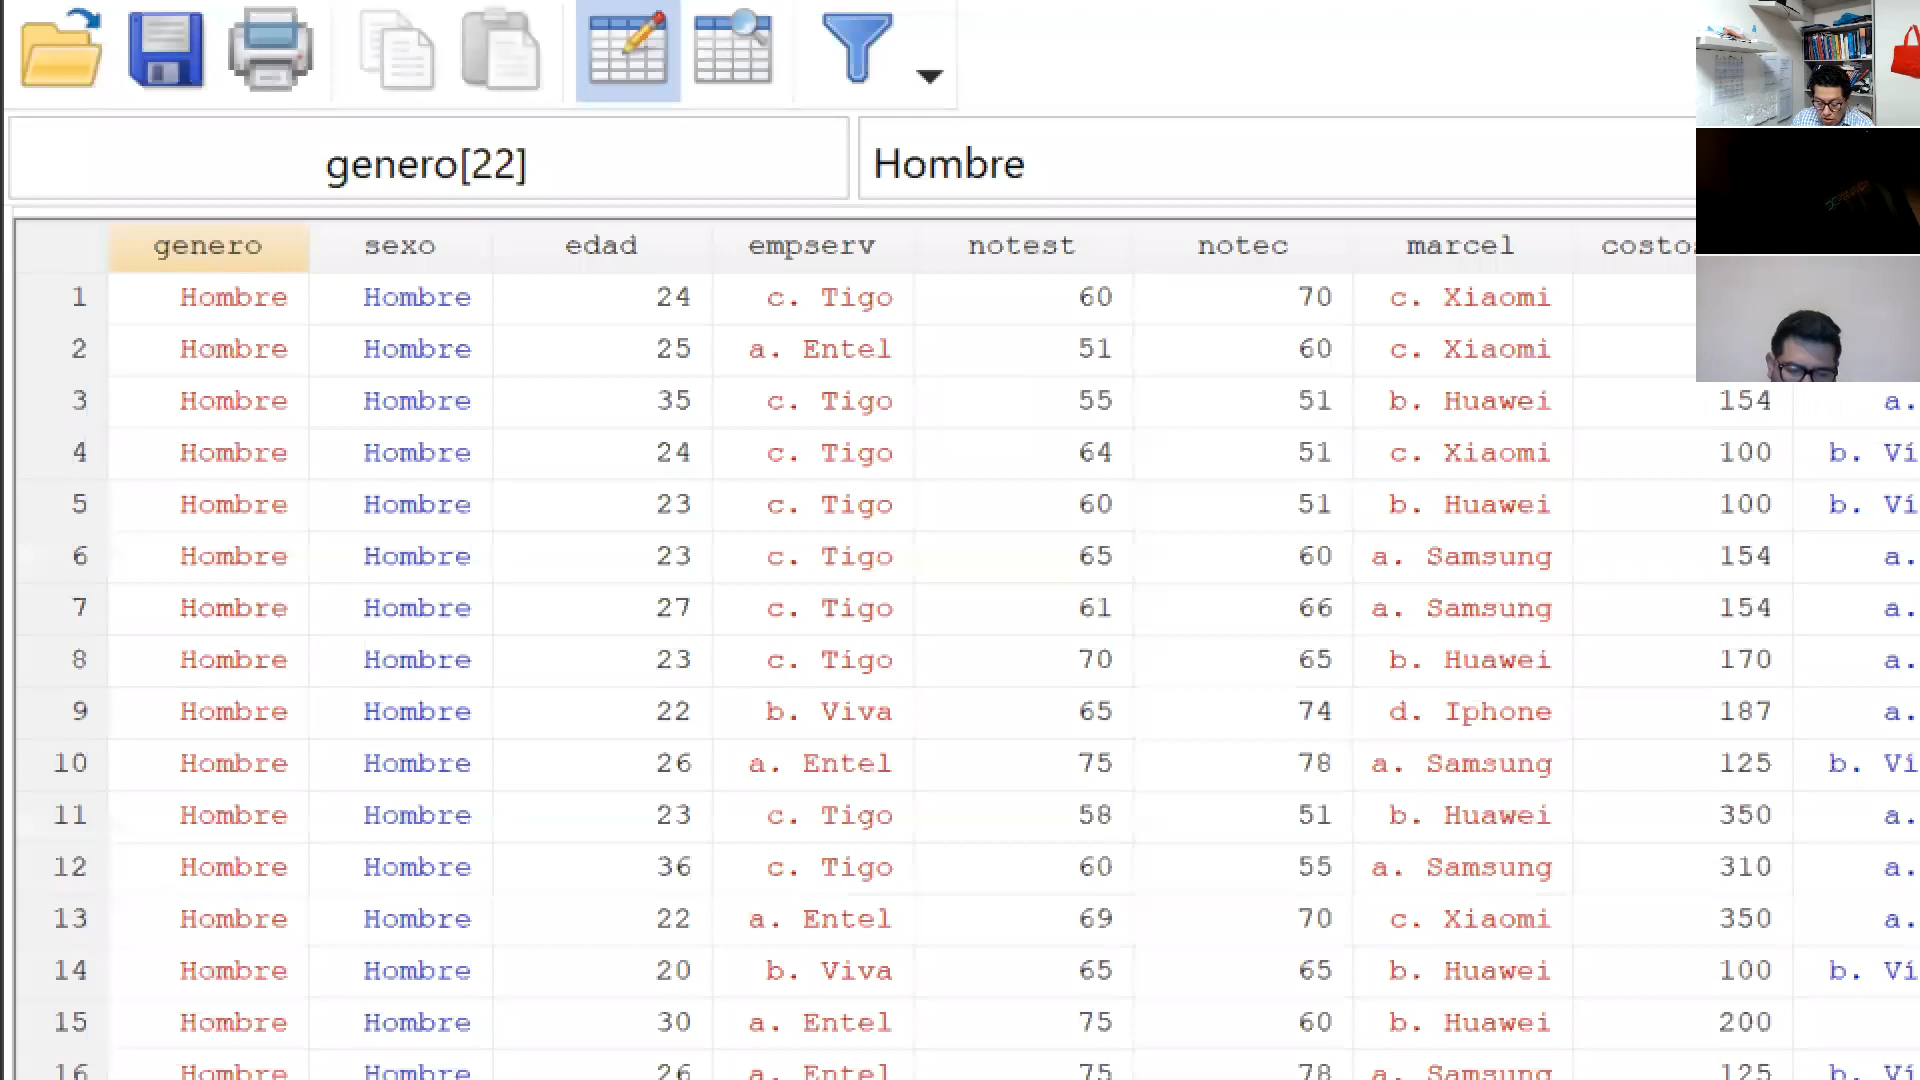 genero[22] Hombre
genero sexo edad empserv notest notec marcel costo
1 Hombre Hombre 24 c. Tigo 60 70 c. Xiaomi
2 Hombre Hombre 25 a. Entel 51 60 c. Xiaomi
3 Hombre Hombre 35 c. Tigo 55 51 b. Huawei 154 a.
4 Hombre Hombre 24 c. Tigo 64 51 c. Xiaomi 100 b. Vi
5 Hombre Hombre 23 c. Tigo 60 51 b. Huawei 100 b. Vi
6 Hombre Hombre 23 c. Tigo 65 60 a. Samsung 154 a.
7 Hombre Hombre 27 c. Tigo 61 66 a. Samsung 154 a.
8 Hombre Hombre 23 c. Tigo 70 65 b. Huawei 170 a.
9 Hombre Hombre 22 b. Viva 65 74 d. Iphone 187 a.
10 Hombre Hombre 26 a. Entel 75 78 a. Samsung 125 b. Vi
11 Hombre Hombre 23 c. Tigo 58 51 b. Huawei 350 a.
12 Hombre Hombre 36 c. Tigo 60 55 a. Samsung 310 a.
13 Hombre Hombre 22 a. Entel 69 70 c. Xiaomi 350 a.
14 Hombre Hombre 20 b. Viva 65 65 b. Huawei 100 b. Vi
15 Hombre Hombre 30 a. Entel 75 60 b. Huawei 200
16 Hombre Hombre 26 a. Entel 75 78 a. Samsung 125 b. Vi